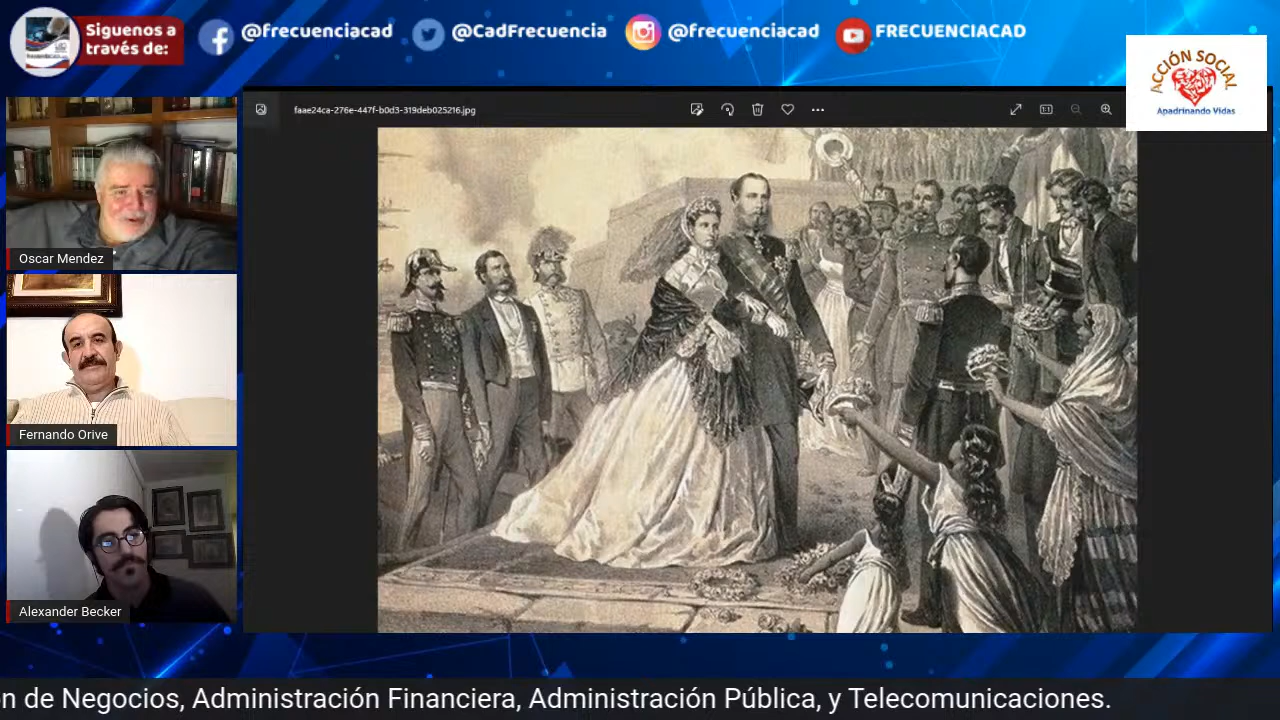 Siguenos a
través de:
@frecuenciacad
@CadFrecuencia
@frecuenciacad
FRECUENCIACAD
ACCIÓN SOCIAL
Apadrinando Vidas
faae24ca-276e-447f-b0d3-319deb025216.jpg
Oscar Mendez
Fernando Orive
Alexander Becker
n de Negocios, Administración Financiera, Administración Pública, y Telecomunicaciones.